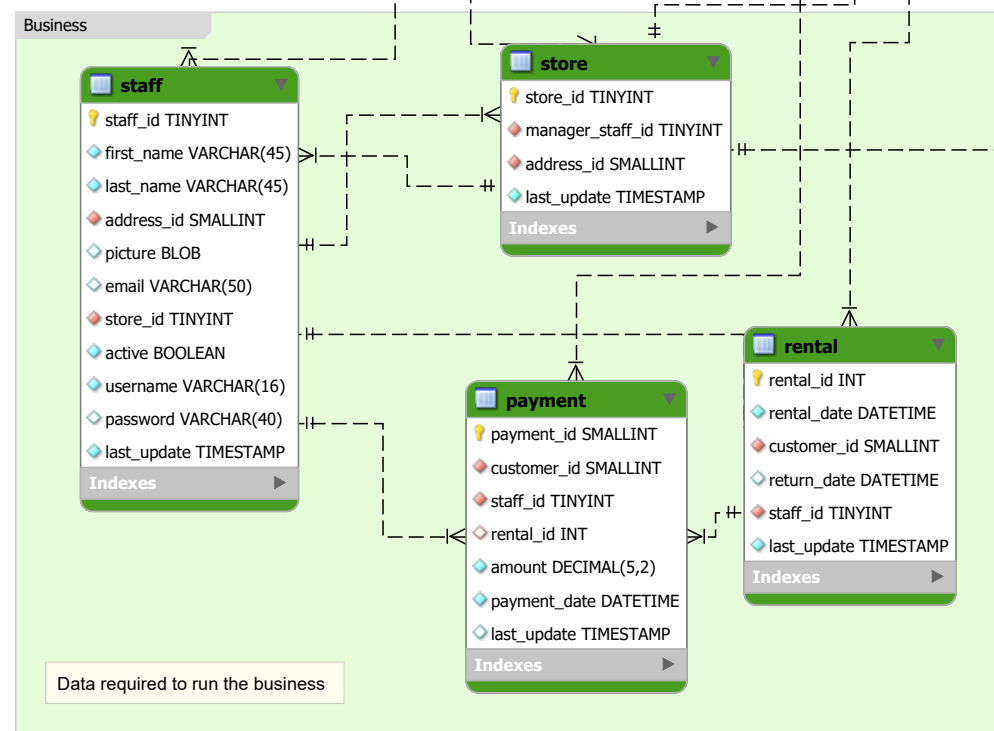 Business
staff
staff_id TINYINT
first_name VARCHAR(45)
last_name VARCHAR(45)
address_id SMALLINT
picture BLOB
email VARCHAR(50)
store_id TINYINT
active BOOLEAN
username VARCHAR(16)
password VARCHAR(40)
last_update TIMESTAMP
Indexes
store
store_id TINYINT
manager_staff_id TINYINT
address_id SMALLINT
last_update TIMESTAMP
Indexes
payment
payment_id SMALLINT
customer_id SMALLINT
staff_id TINYINT
rental_id INT
amount DECIMAL(5,2)
payment_date DATETIME
last_update TIMESTAMP
Indexes
rental
rental_id INT
rental_date DATETIME
customer_id SMALLINT
return_date DATETIME
staff_id TINYINT
last_update TIMESTAMP
Indexes
Data required to run the business